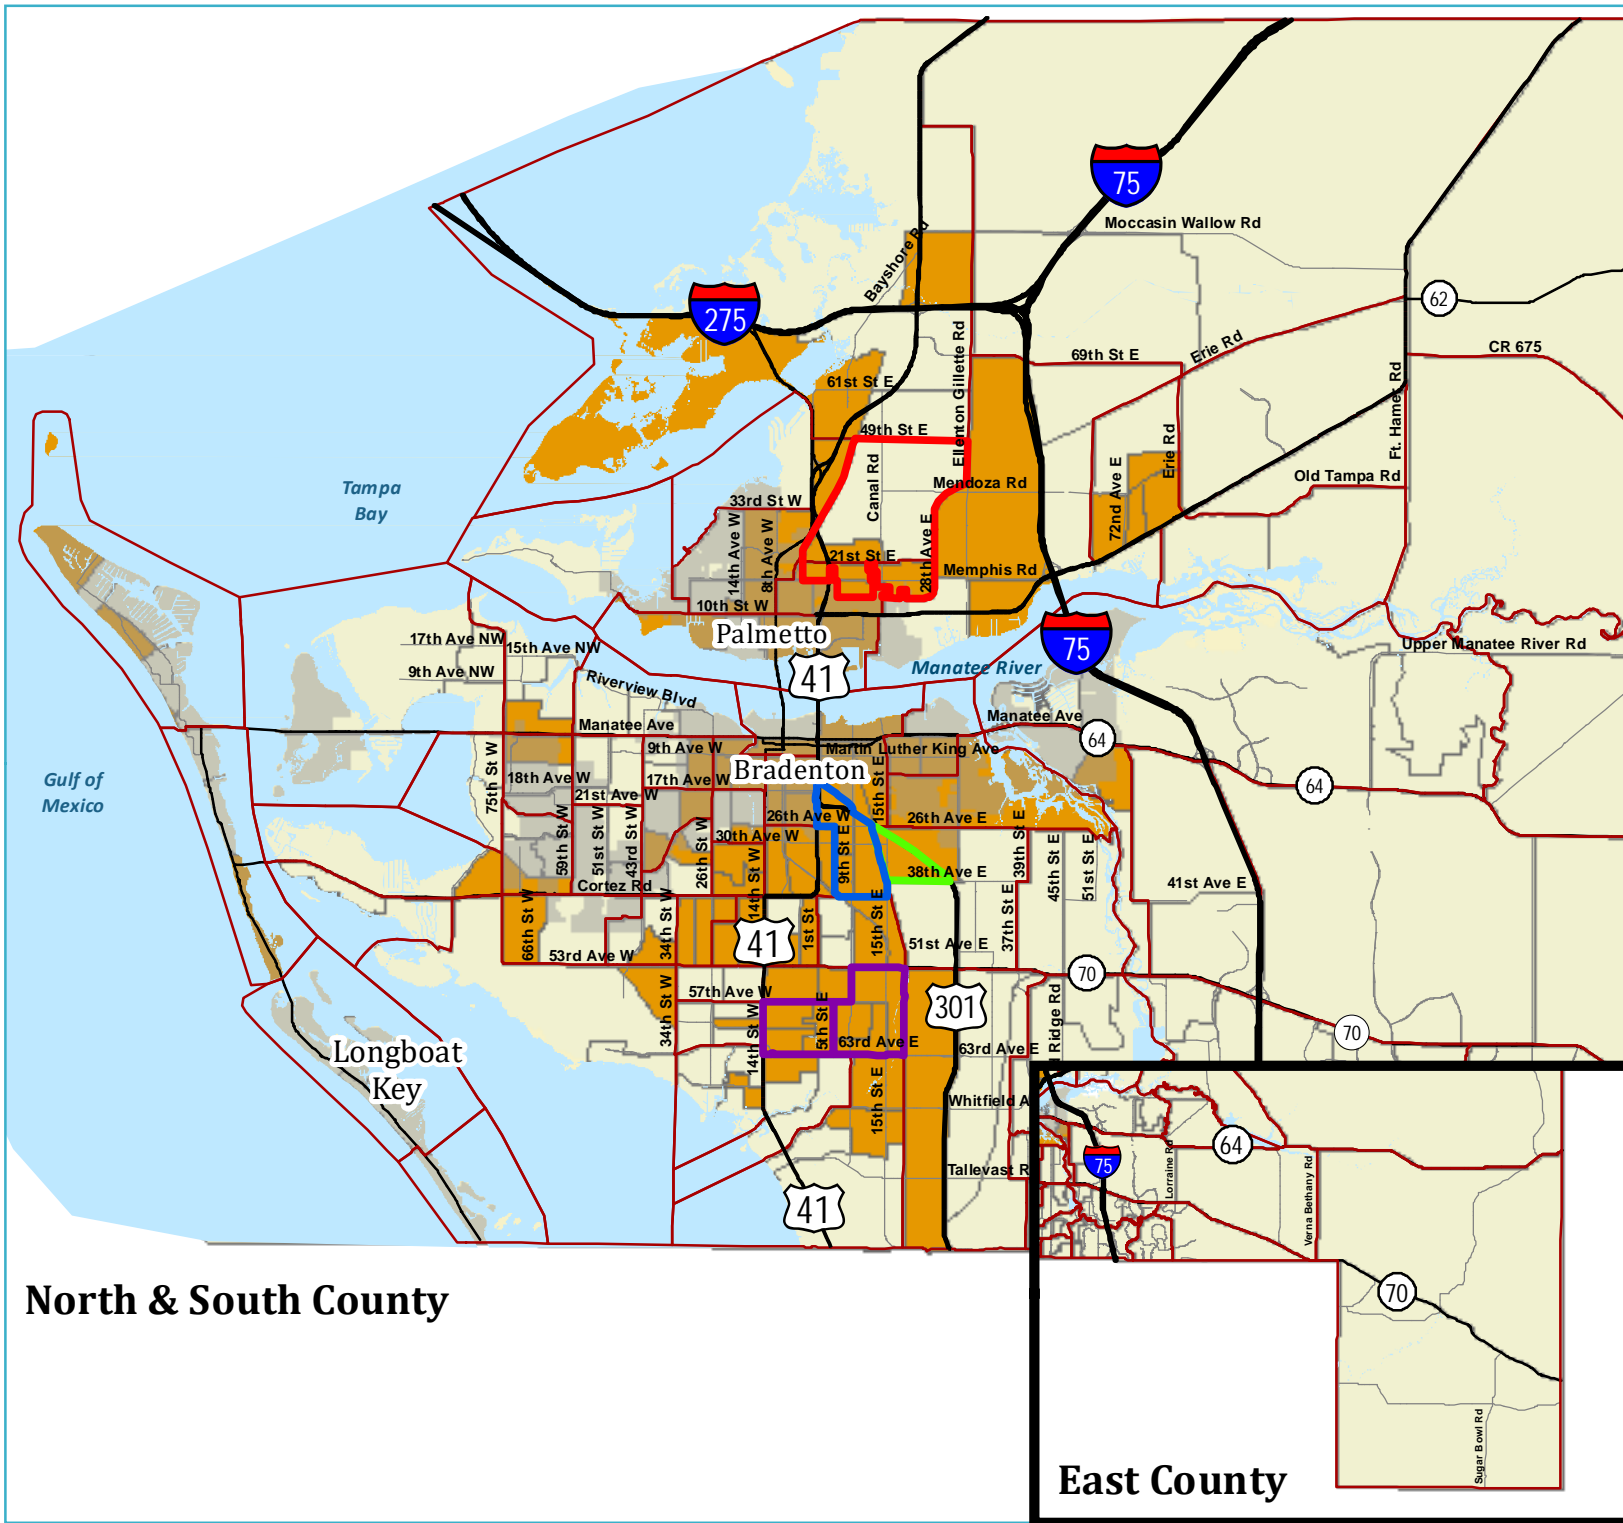 75
Moccasin Wallow Rd
Bayshore Rd
275
62
Ellenton Gillette Rd
69th St E
Erie Rd
CR 675
61st St E
Ft. Hamer Rd
49th St E
Canal Rd
Mendoza Rd
72nd Ave E
Erie Rd
Old Tampa Rd
Tampa
Bay
33rd St W
14th Ave W
8th Ave W
21st St E
28th Ave E
Memphis Rd
10th St W
Palmetto
75
17th Ave NW
15th Ave NW
9th Ave NW
41
Manatee River
Upper Manatee River Rd
Riverview Blvd
Manatee Ave
Manatee Ave
64
9th Ave W
Martin Luther King Ave
Bradenton
Gulf of
Mexico
75th St W
18th Ave W
17th Ave W
21st Ave W
15th St E
64
26th Ave W
26th Ave E
30th Ave W
59th St W
51st St W
43rd St W
26th St W
14th St W
9th St E
39th St E
45th St E
51st St E
38th Ave E
41st Ave E
Cortez Rd
66th St W
34th St W
41
1st St
15th St E
37th St E
51st Ave E
53rd Ave W
70
57th Ave W
34th St W
14th St W
5th St E
63rd Ave E
301
63rd Ave E
l Ridge Rd
70
Longboat
Key
15th St E
Whitfield A
Tallevast R
41
75
Lorraine Rd
64
Verna Bethany Rd
70
Sugar Bowl Rd
North & South County
East County